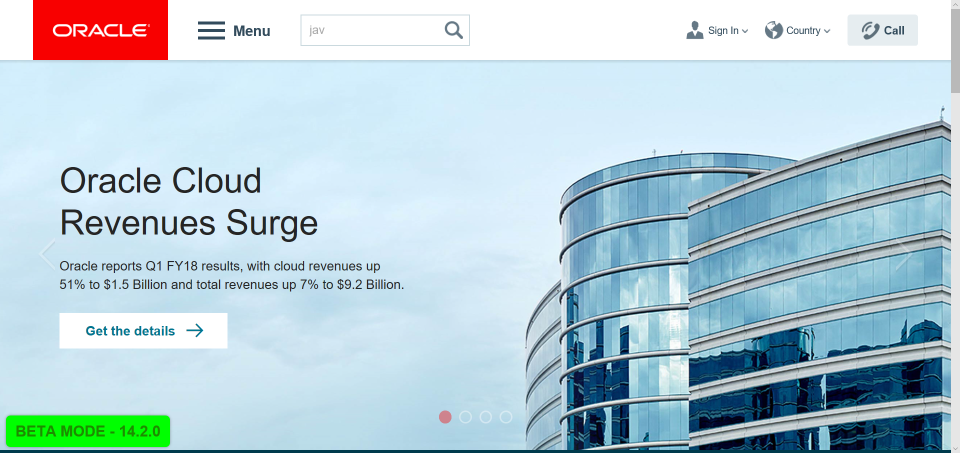 ORACLE
Menu
jav
Sign In
Country
Call
Oracle Cloud
Revenues Surge
Oracle reports Q1 FY18 results, with cloud revenues up
51% to $1.5 Billion and total revenues up 7% to $9.2 Billion.
Get the details
BETA MODE - 14.2.0